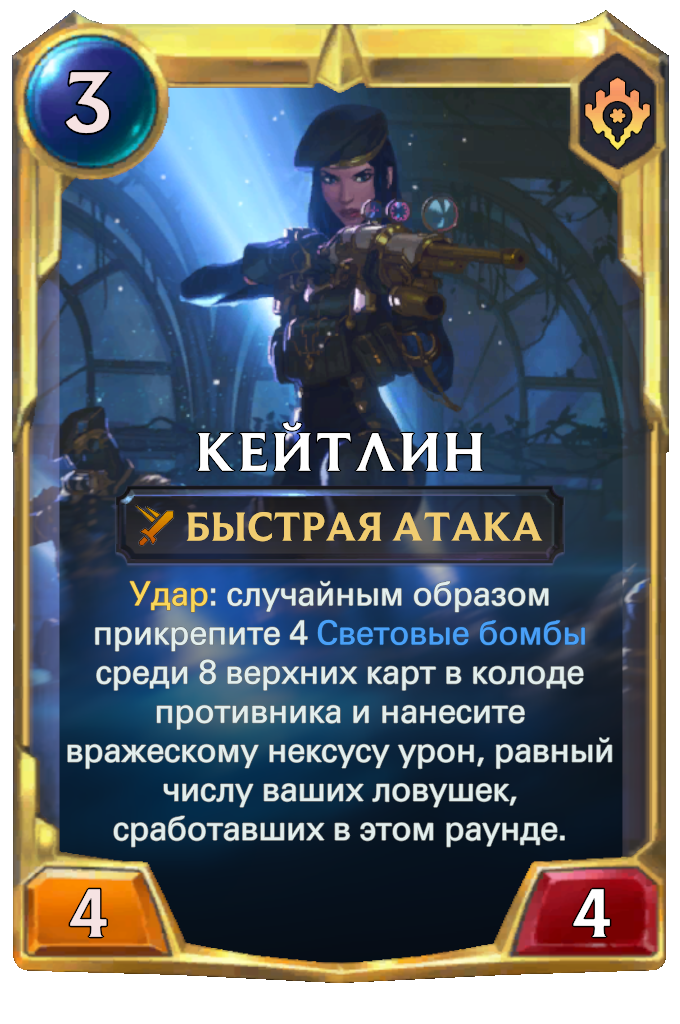 3
КЕЙТЛИН
БЫСТРАЯ АТАКА
Удар: случайным образом
прикрепите 4 Световые бомбы
среди 8 верхних карт в колоде
противника и нанесите
вражескому нексусу урон, равный
числу ваших ловушек,
сработавших в этом раунде.
4
4